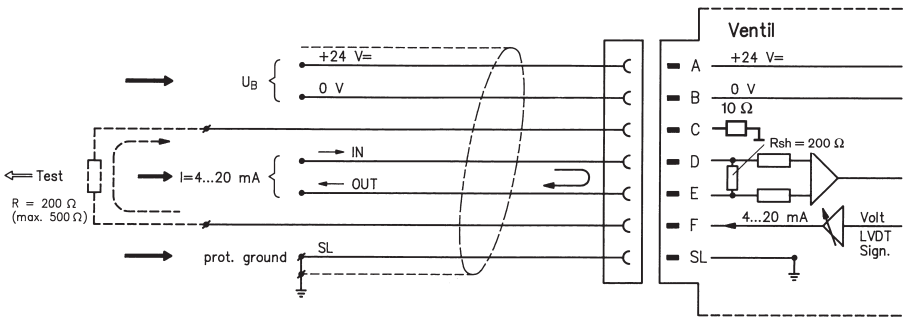 Ventil
+24 V=
A
+24 V=
U_B
0 V
B
0 V
10 Ω
C
Rsh = 200 Ω
IN
D
Test
I=4...20 mA
OUT
E
R = 200 Ω
(max. 500 Ω)
F
4...20 mA
Volt
LVDT
Sign.
prot. ground
SL
SL